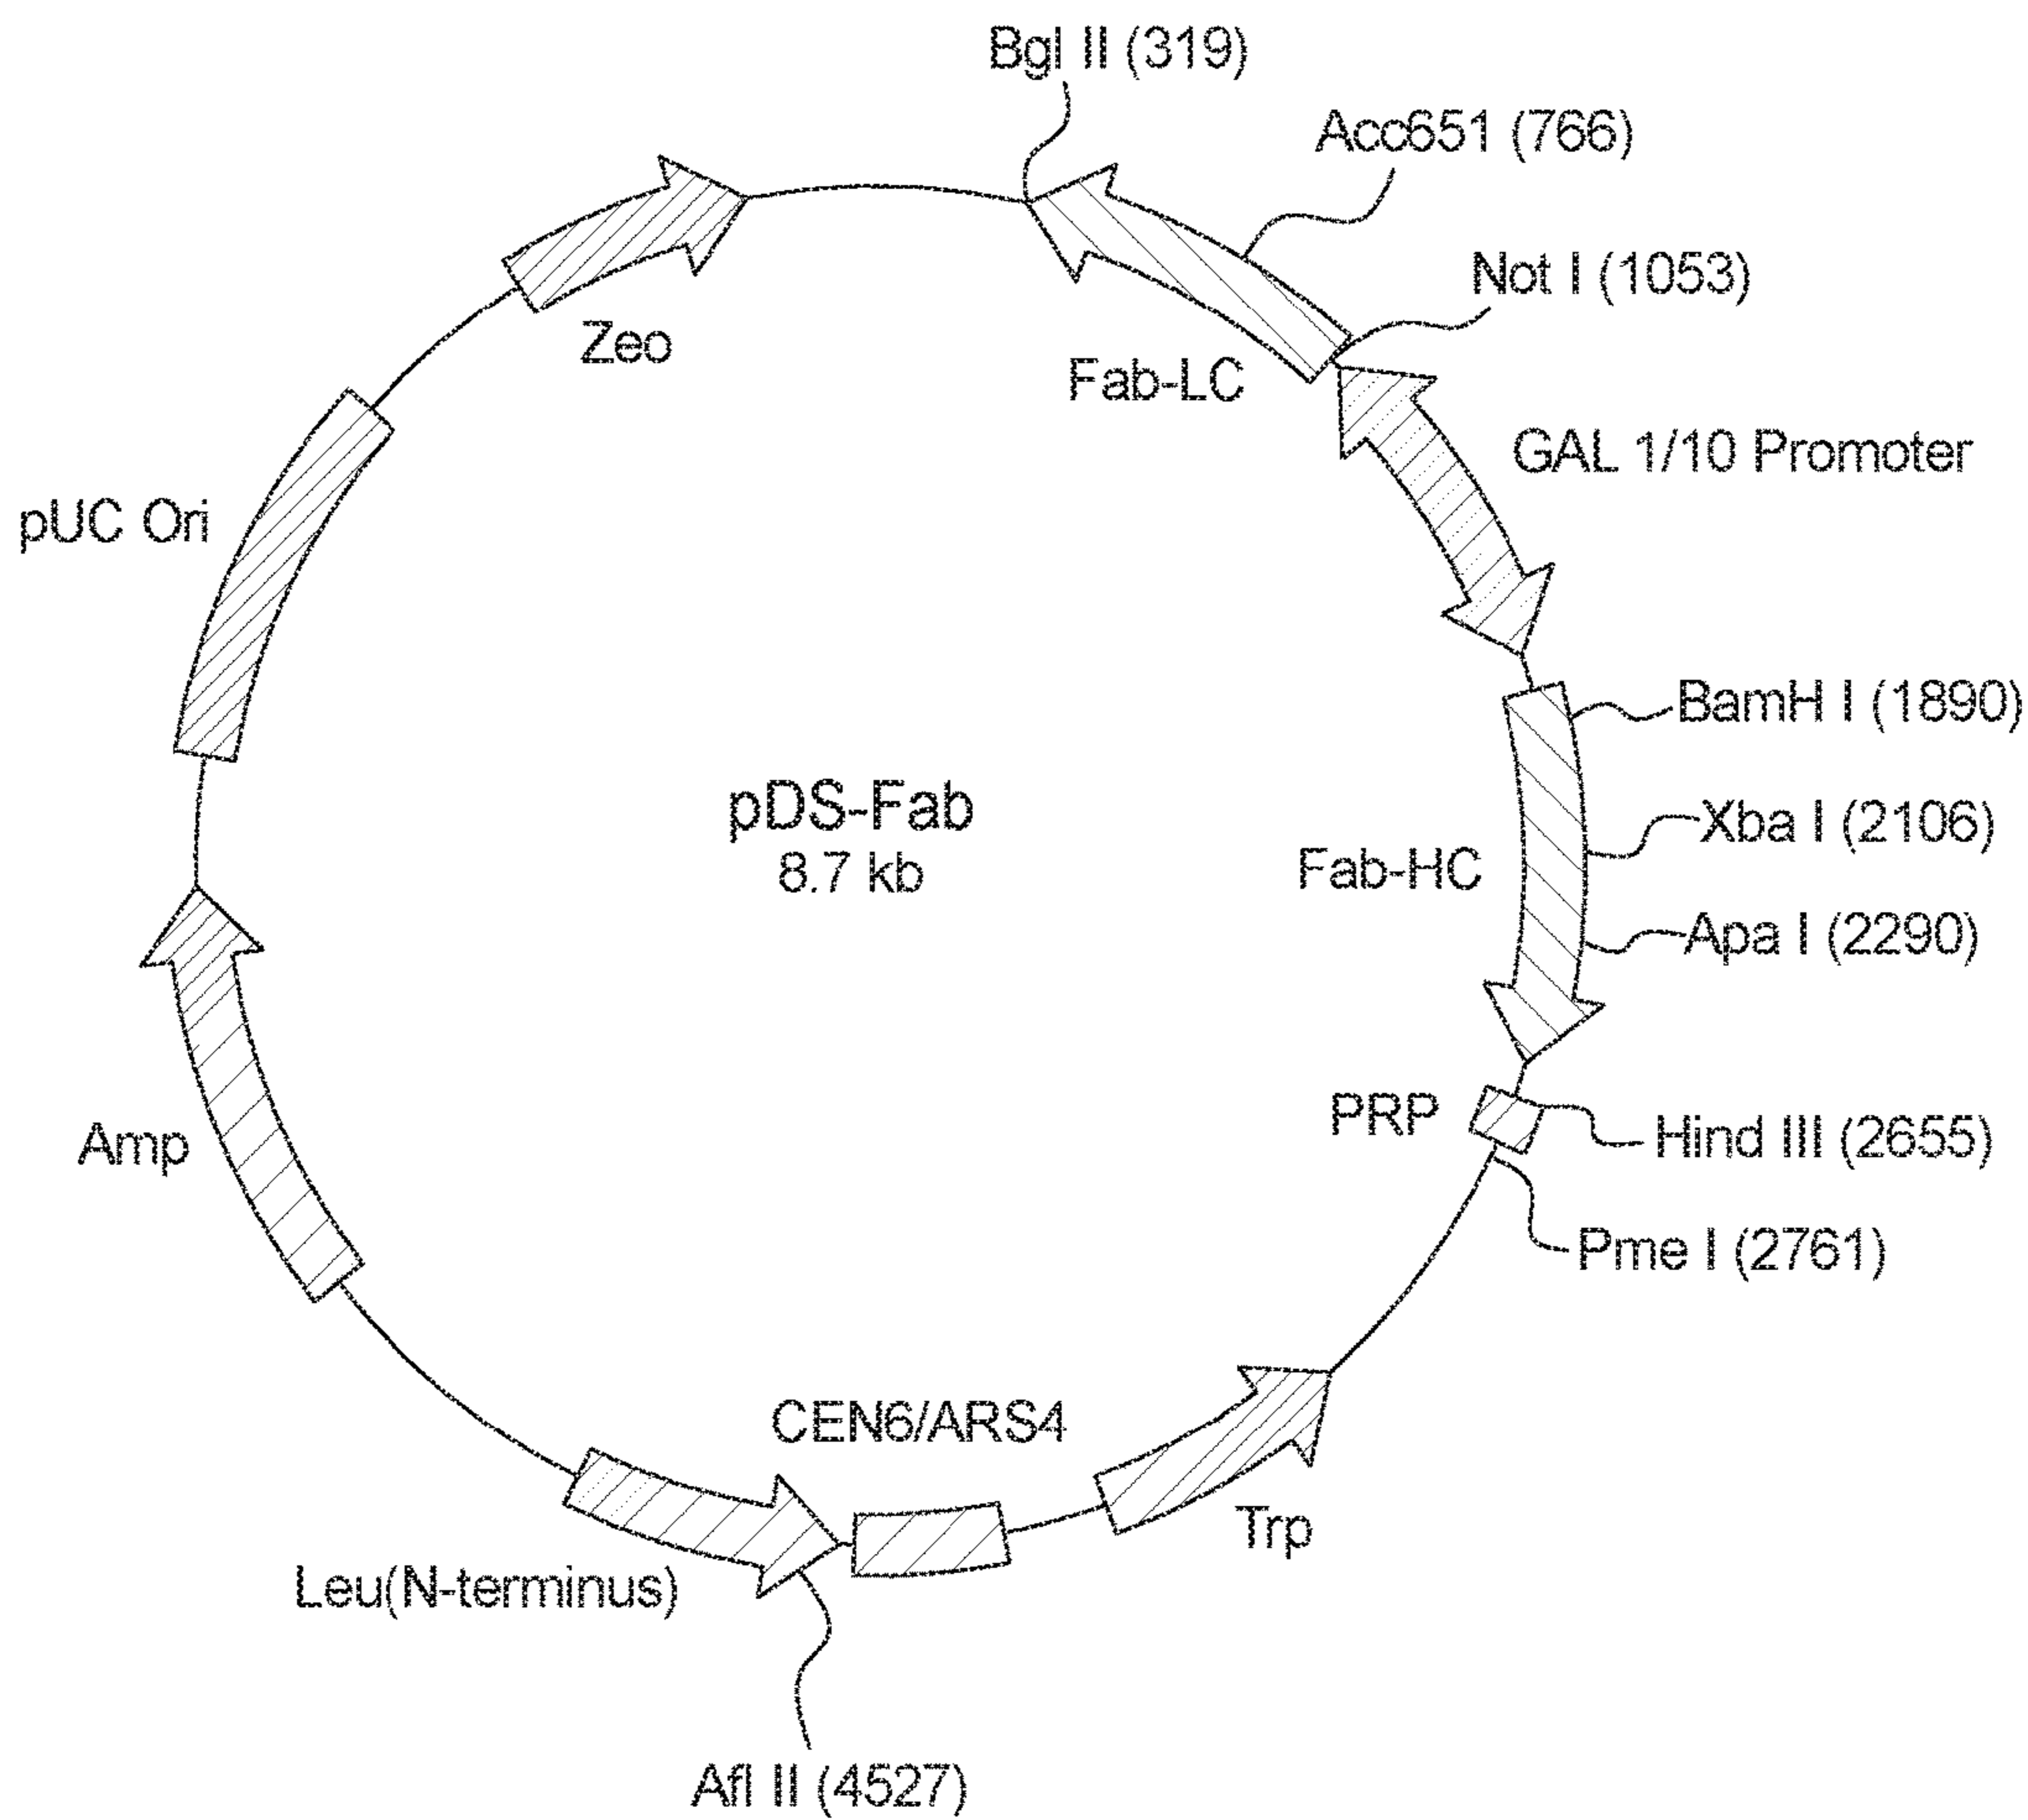 Bgl II (319)
Acc651 (766)
Not I (1053)
Zeo
Fab-LC
GAL 1/10 Promoter
pUC Ori
BamH I (1890)
pDS-Fab
8.7 kb
Xba I (2106)
Fab-HC
Apa I (2290)
PRP
Hind III (2655)
Amp
Pme I (2761)
CEN6/ARS4
Trp
Leu(N-terminus)
Afl II (4527)